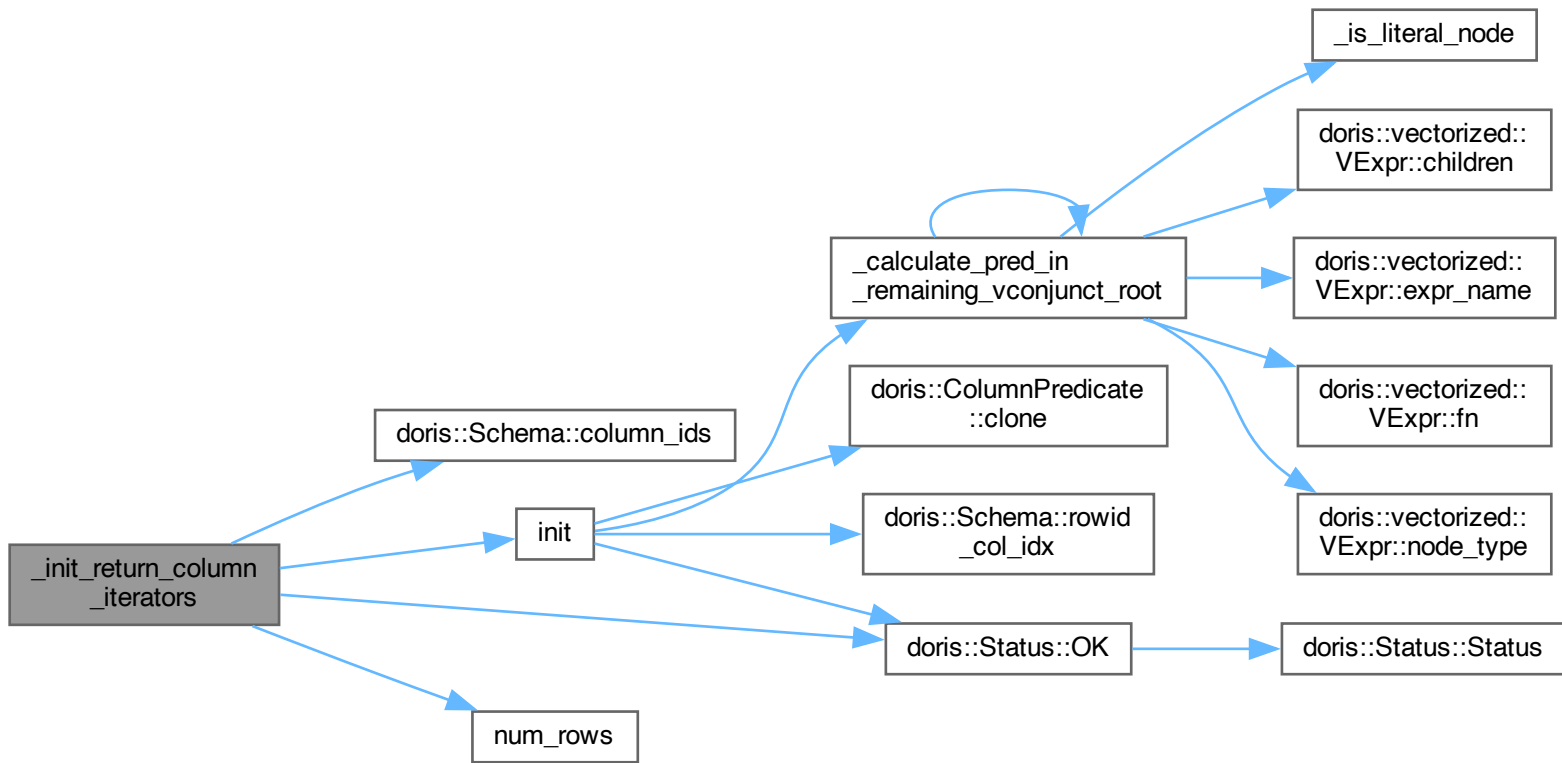 _is_literal_node
doris::vectorized::
VExpr::children
_calculate_pred_in
_remaining_vconjunct_root
doris::vectorized::
VExpr::expr_name
doris::ColumnPredicate
::clone
doris::vectorized::
VExpr::fn
doris::Schema::column_ids
init
doris::Schema::rowid
_col_idx
doris::vectorized::
VExpr::node_type
_init_return_column
_iterators
doris::Status::OK
doris::Status::Status
num_rows